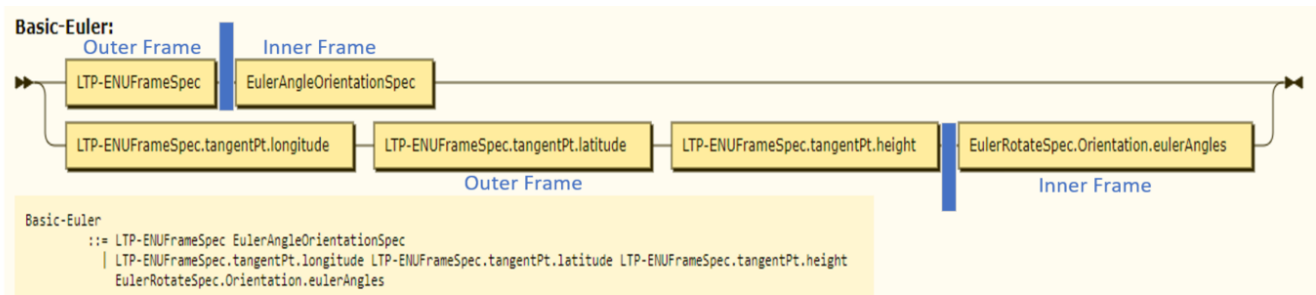 Basic-Euler:
Outer Frame Inner Frame
LTP-ENUFrameSpec EulerAngleOrientationSpec
LTP-ENUFrameSpec.tangentPt.longitude LTP-ENUFrameSpec.tangentPt.latitude LTP-ENUFrameSpec.tangentPt.height EulerRotateSpec.Orientation.eulerAngles
Outer Frame Inner Frame
Basic-Euler
::= LTP-ENUFrameSpec EulerAngleOrientationSpec
| LTP-ENUFrameSpec.tangentPt.longitude LTP-ENUFrameSpec.tangentPt.latitude LTP-ENUFrameSpec.tangentPt.height
EulerRotateSpec.Orientation.eulerAngles